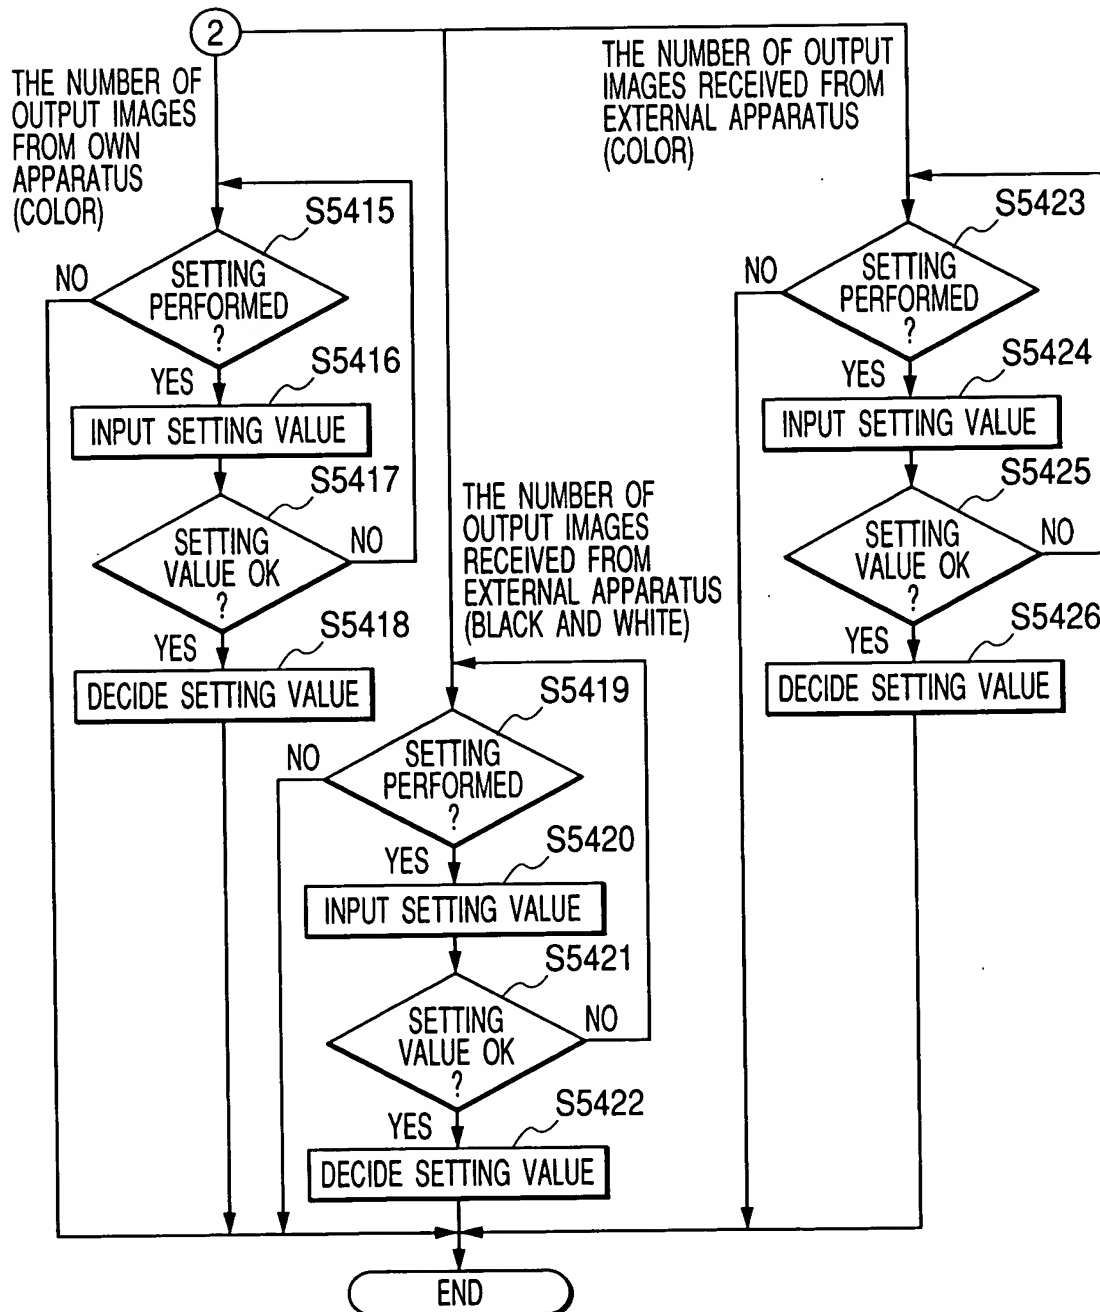 2
THE NUMBER OF
OUTPUT IMAGES
FROM OWN
APPARATUS
(COLOR)
S5415
NO
SETTING
PERFORMED
?
YES
S5416
INPUT SETTING VALUE
S5417
SETTING
VALUE OK
?
NO
YES
S5418
DECIDE SETTING VALUE
THE NUMBER OF
OUTPUT IMAGES
RECEIVED FROM
EXTERNAL APPARATUS
(BLACK AND WHITE)
S5419
NO
SETTING
PERFORMED
?
YES
S5420
INPUT SETTING VALUE
S5421
SETTING
VALUE OK
?
NO
YES
S5422
DECIDE SETTING VALUE
THE NUMBER OF OUTPUT
IMAGES RECEIVED FROM
EXTERNAL APPARATUS
(COLOR)
S5423
NO
SETTING
PERFORMED
?
YES
S5424
INPUT SETTING VALUE
S5425
SETTING
VALUE OK
?
NO
YES
S5426
DECIDE SETTING VALUE
END